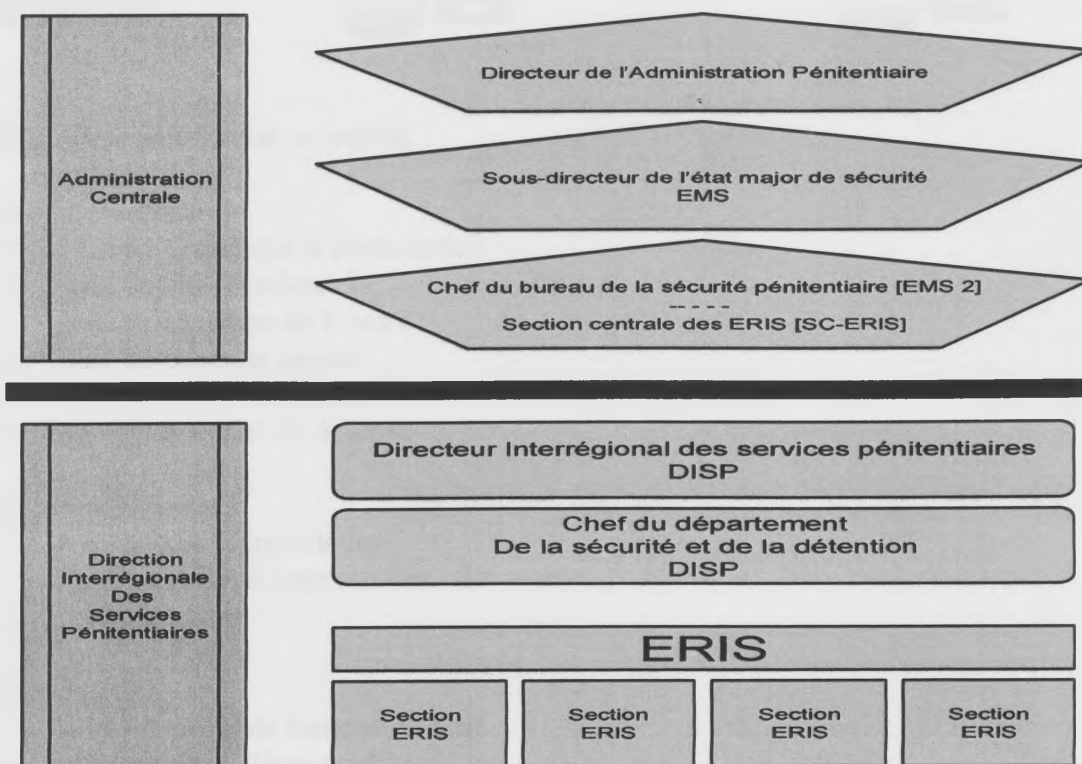 Administration
Centrale
Directeur de l'Administration Pénitentiaire
Sous-directeur de l'état major de sécurité
EMS
Chef du bureau de la sécurité pénitentiaire [EMS 2]
----
Section centrale des ERIS [SC-ERIS]
Direction
Interrégionale
Des
Services
Pénitentiaires
Directeur Interrégional des services pénitentiaires
DISP
Chef du département
De la sécurité et de la détention
DISP
ERIS
Section
ERIS
Section
ERIS
Section
ERIS
Section
ERIS